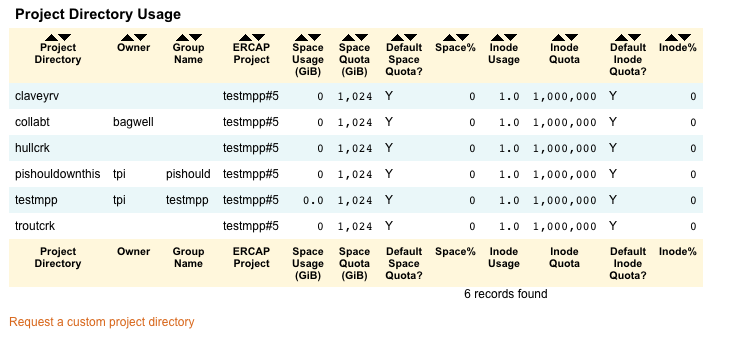 Project Directory Usage
Project Directory Owner Group Name ERCAP Project Space Usage (GiB) Space Quota (GiB) Default Space Quota? Space% Inode Usage Inode Quota Default Inode Quota? Inode%
claveyrv testmpp#5 0 1,024 Y 0 1.0 1,000,000 Y 0
collabt bagwell testmpp#5 0 1,024 Y 0 1.0 1,000,000 Y 0
hullcrk testmpp#5 0 1,024 Y 0 1.0 1,000,000 Y 0
pishouldownthis tpi pishould testmpp#5 0 1,024 Y 0 1.0 1,000,000 Y 0
testmpp tpi testmpp testmpp#5 0.0 1,024 Y 0 1.0 1,000,000 Y 0
troutcrk testmpp#5 0 1,024 Y 0 1.0 1,000,000 Y 0
Project Directory Owner Group Name ERCAP Project Space Usage (GiB) Space Quota (GiB) Default Space Quota? Space% Inode Usage Inode Quota Default Inode Quota? Inode%
6 records found
Request a custom project directory